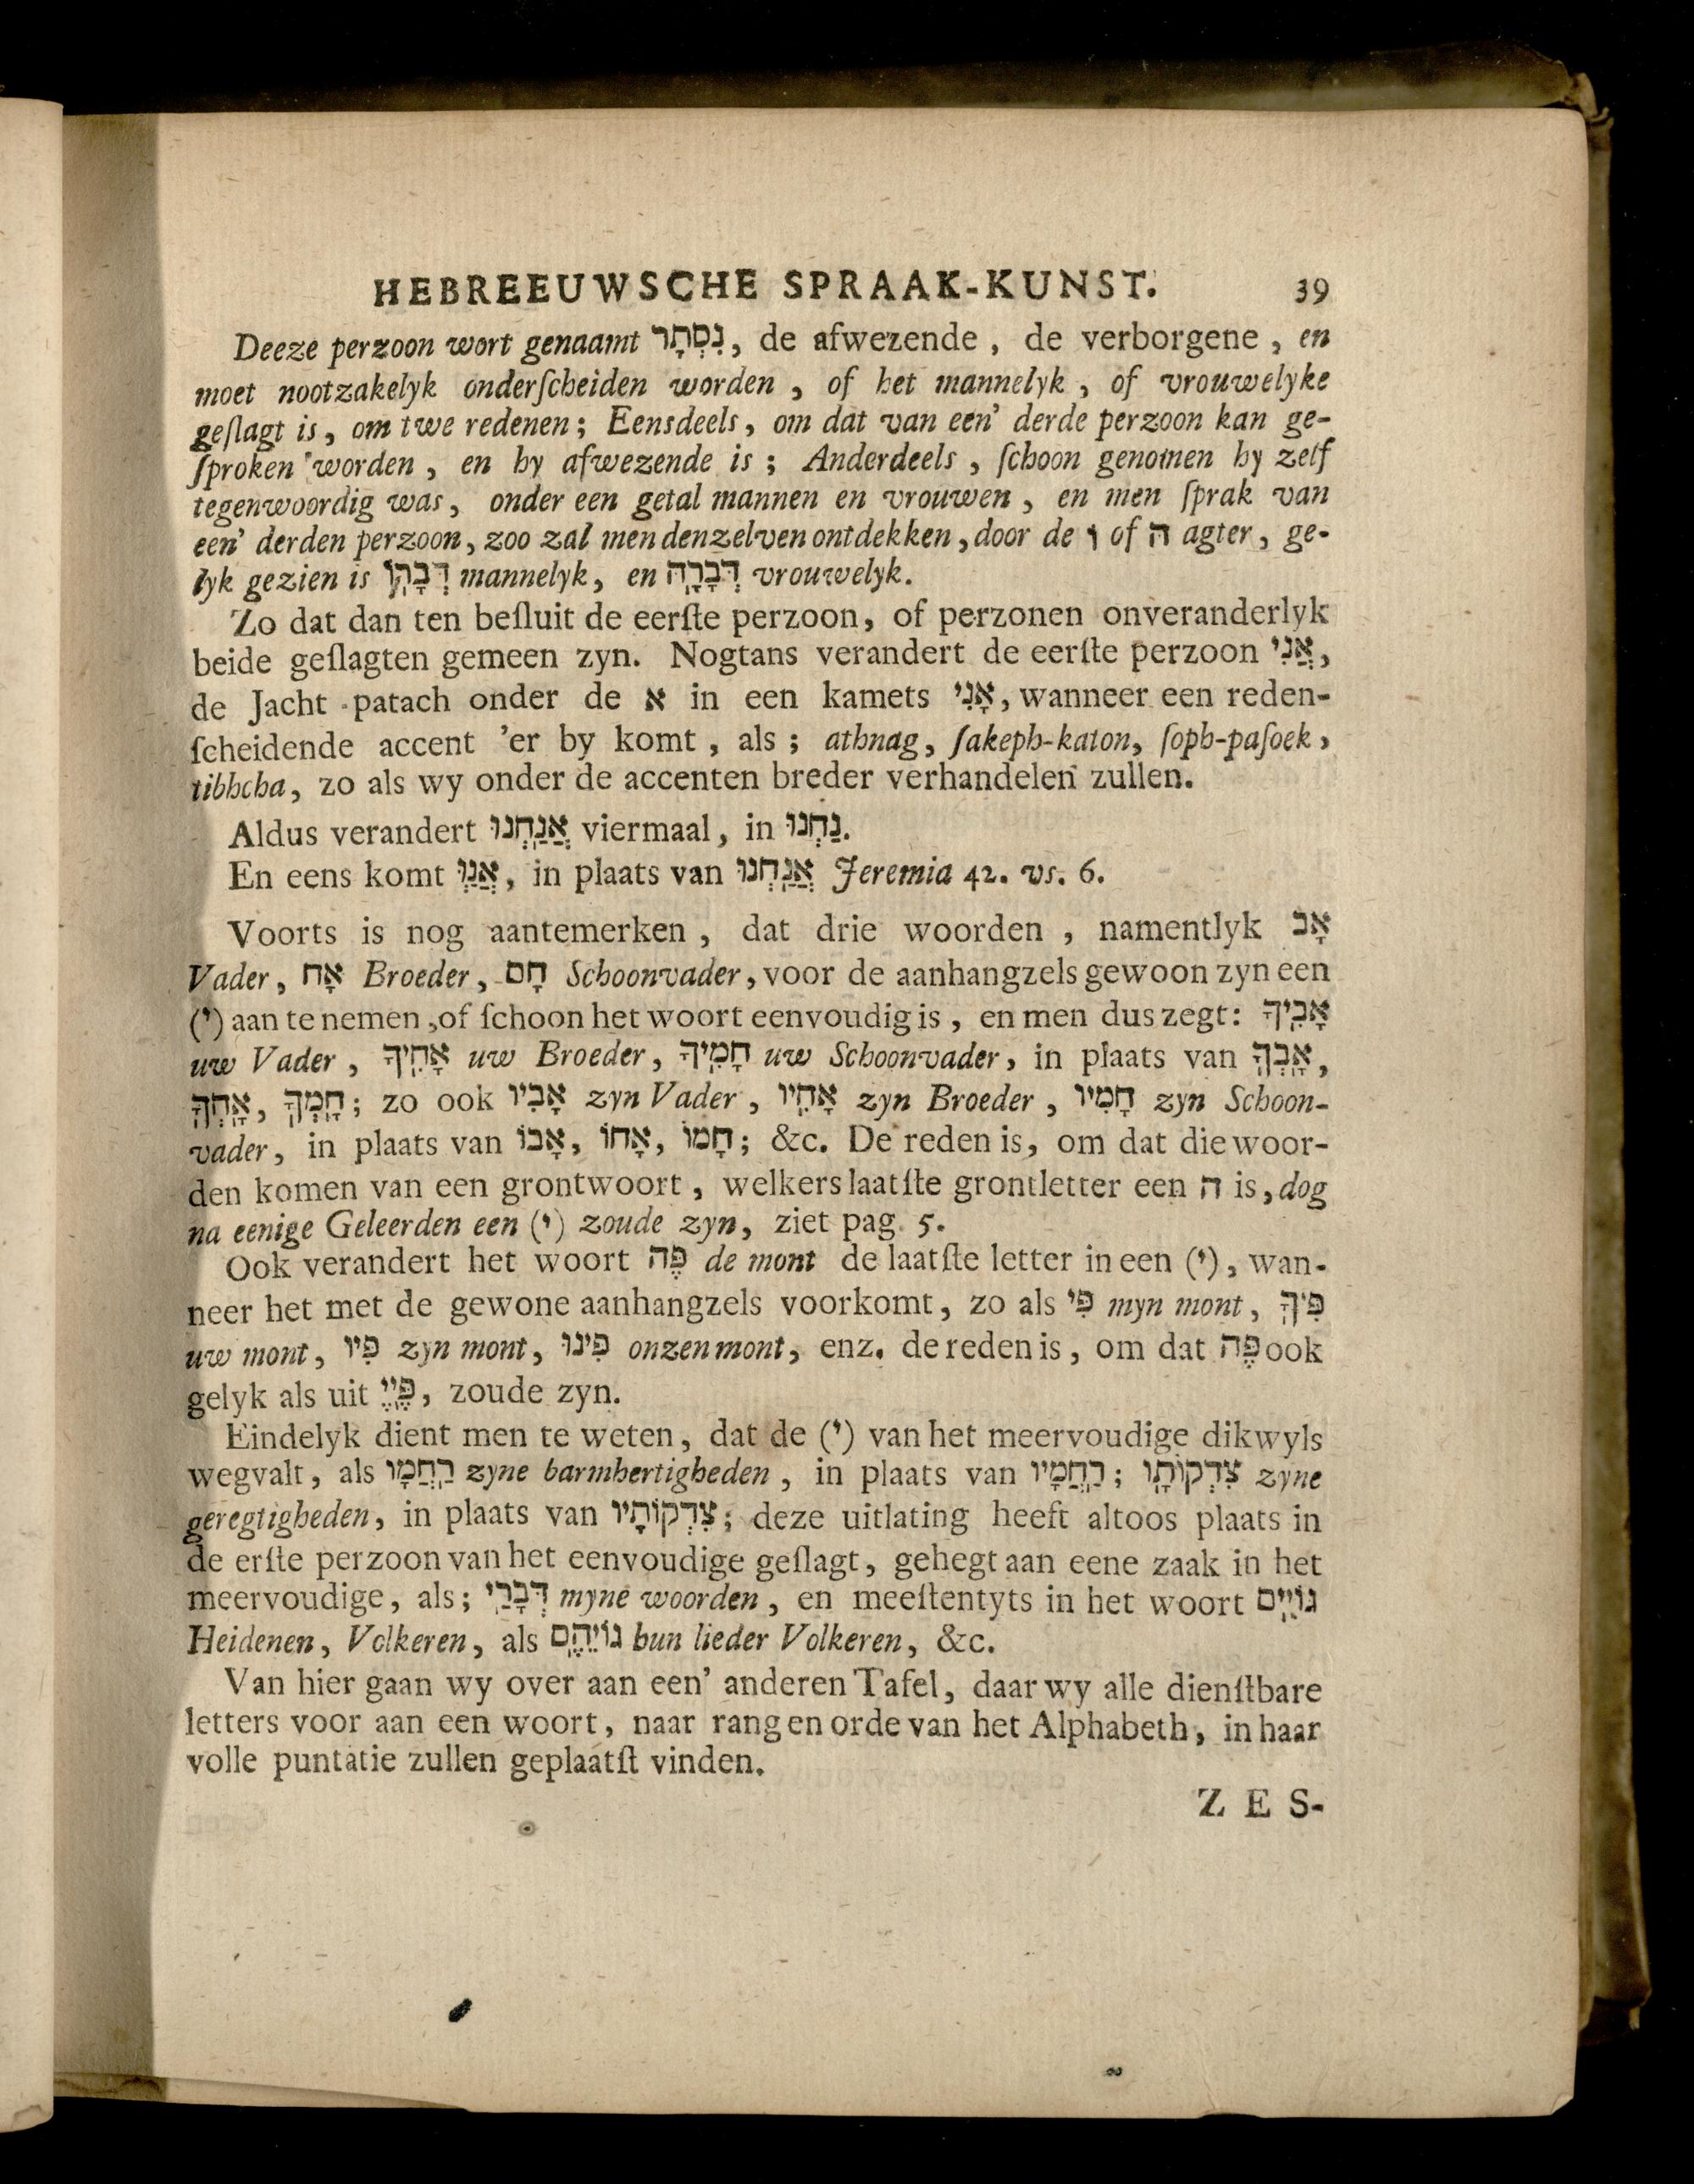 HEBREEUWSCHE SPRAAK-KUNST. 39
Deeze perzoon wort genaamt נִסְתָּר, de afwezende, de verborgene, en
moet nootzakelyk onderſcheiden worden, of het mannelyk, of vrouwelyke
geſlagt is, om twe redenen; Eensdeels, om dat van een' derde perzoon kan ge-
ſproken worden, en hy afwezende is; Anderdeels, ſchoon genomen hy zelf
tegenwoordig was, onder een getal mannen en vrouwen, en men ſprak van
een' derden perzoon, zoo zal men denzelven ontdekken, door de ו of ה agter, ge-
lyk gezien is mannelyk, en דְּבָרָהּ vrouwelyk.
Zo dat dan ten beſluit de eerſte perzoon, of perzonen onveranderlyk
beide geſlagten gemeen zyn. Nogtans verandert de eerſte perzoon אֲנִי,
de Jacht-patach onder de א in een kamets אָנִי, wanneer een reden-
ſcheidende accent 'er by komt, als; athnag, ſakeph-katon, ſoph-paſoek,
tibhcha, zo als wy onder de accenten breder verhandelen zullen.
Aldus verandert אֲנַחְנוּ viermaal, in נַחְנוּ.
En eens komt אֲנַוּ, in plaats van אֲנַחְנוּ Jeremia 42. vs. 6.
Voorts is nog aantemerken, dat drie woorden, namentlyk אָב
Vader, אָח Broeder, חָם Schoonvader, voor de aanhangzels gewoon zyn een
(י) aan te nemen, of ſchoon het woort eenvoudig is, en men dus zegt: אָבִיךָ
uw Vader, אָחִיךָ uw Broeder, חָמִיךָ uw Schoonvader, in plaats van אָבְךָ,
אָחְךָ, חָמְךָ; zo ook אָבִיו zyn Vader, אָחִיו zyn Broeder, חָמִיו zyn Schoon-
vader, in plaats van אָבוֹ, אָחוֹ, חָמוֹ; &c. De reden is, om dat die woor-
den komen van een grontwoort, welkers laatſte grontletter een ה is, dog
na eenige Geleerden een (י) zoude zyn, ziet pag. 5.
Ook verandert het woort פֶּה de mont de laatſte letter in een (י), wan-
neer het met de gewone aanhangzels voorkomt, zo als פִּי myn mont, פִּיךָ
uw mont, פִּיו zyn mont, פִּינוּ onzen mont, enz. de reden is, om dat פֶּה ook
gelyk als uit פֶּיֶי, zoude zyn.
Eindelyk dient men te weten, dat de (י) van het meervoudige dikwyls
wegvalt, als רַחֲמָו zyne barmhertigheden, in plaats van רַחֲמָיו; צִדְקוֹתָו zyne
geregtigheden, in plaats van צִדְקוֹתָיו; deze uitlating heeft altoos plaats in
de erſte perzoon van het eenvoudige geſlagt, gehegt aan eene zaak in het
meervoudige, als; דְּבָרַי myne woorden, en meeſtentyts in het woort גּוֹיִם
Heidenen, Volkeren, als גּוֹיֵהֶם hun lieder Volkeren, &c.
Van hier gaan wy over aan een' anderen Tafel, daar wy alle dienſtbare
letters voor aan een woort, naar rang en orde van het Alphabeth, in haar
volle puntatie zullen geplaatſt vinden.
ZES-